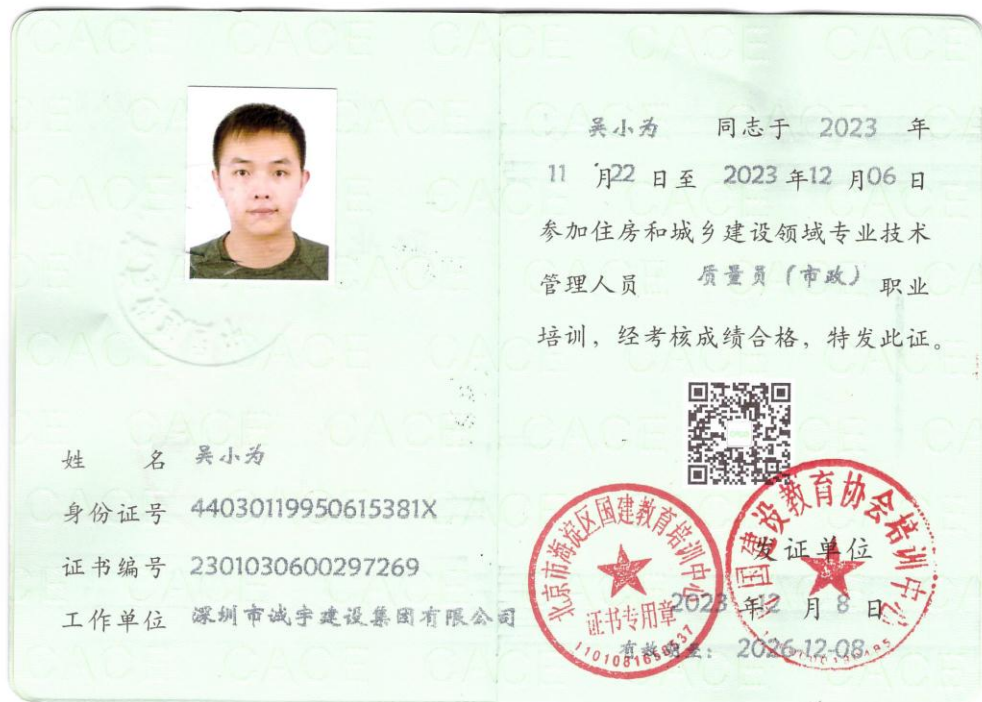 姓 名 吴小为
身份证号 44030119950615381X
证书编号 2301030600297269
工作单位 深圳市诚宇建设集团有限公司
吴小为 同志于 2023 年
11 月22 日至 2023 年12 月06 日
参加住房和城乡建设领域专业技术
管理人员 质量员（市政） 职业
培训，经考核成绩合格，特发此证。
北京市海淀区国建教育培训中心
证书专用章
中国建设教育协会培训中心
发证单位
2023 年 12 月 8 日
有效期至：2026-12-08
CACE